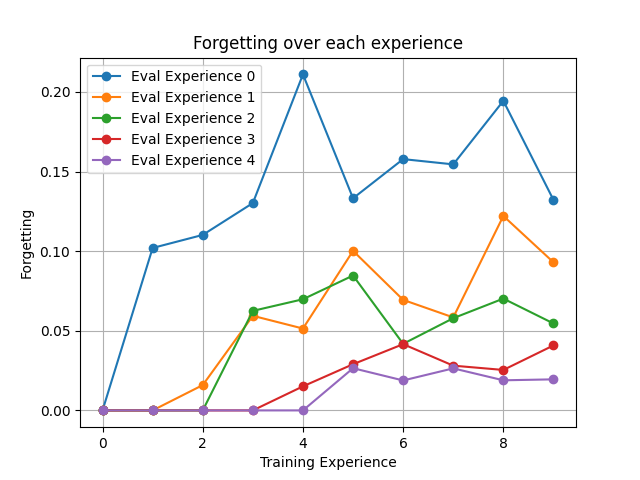 Forgetting over each experience
Eval Experience 0
Eval Experience 1
Eval Experience 2
Eval Experience 3
Eval Experience 4
0.20
0.15
0.10
0.05
0.00
Forgetting
0 2 4 6 8
Training Experience